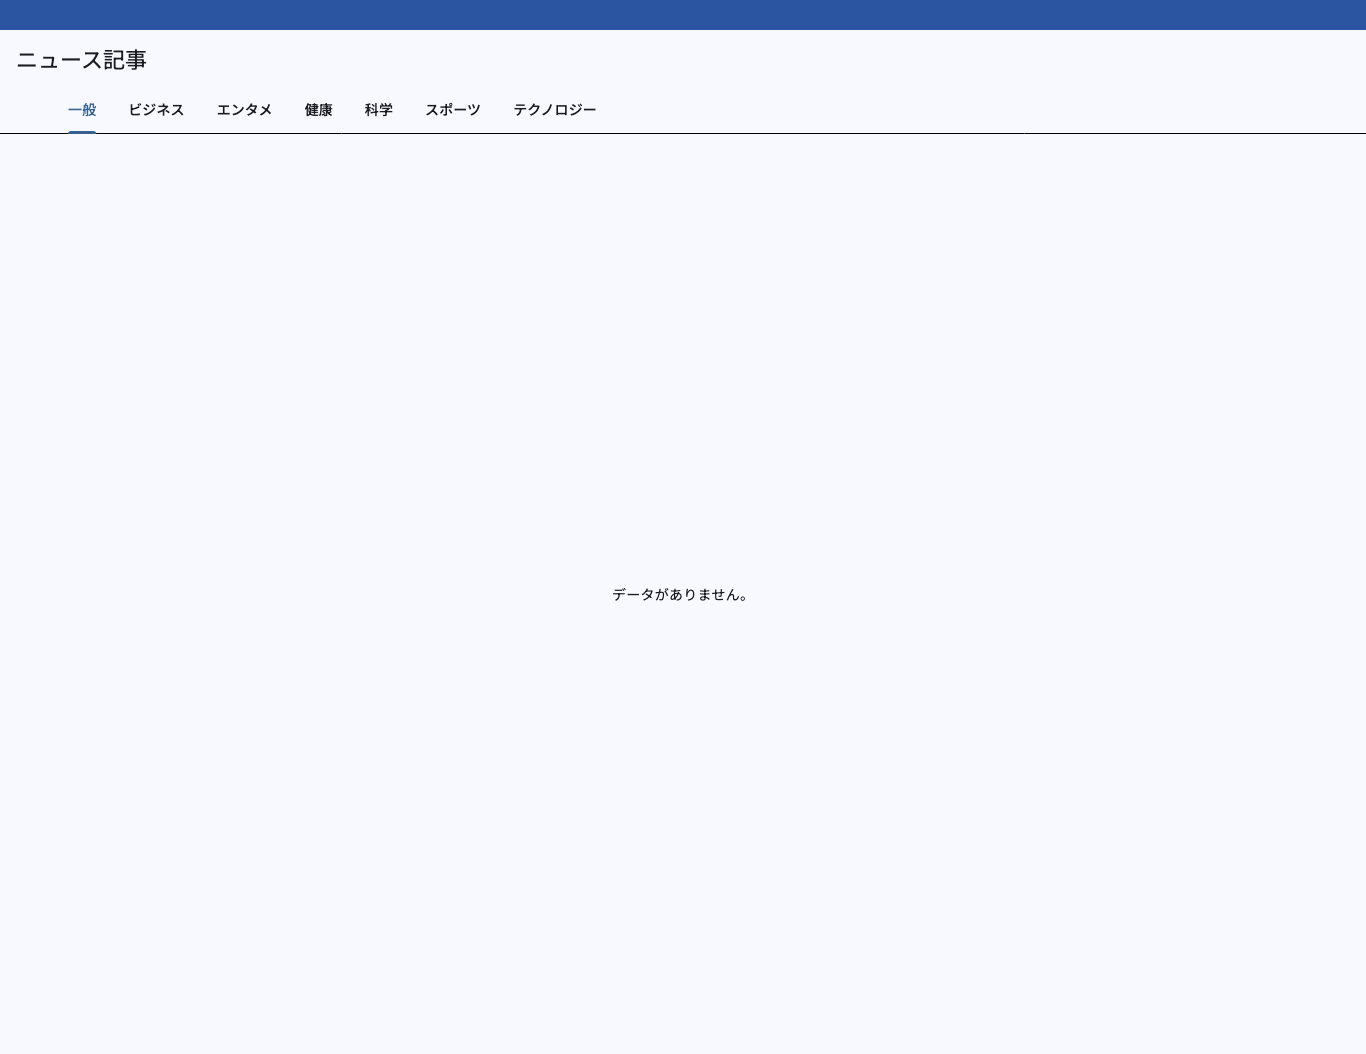 ニュース記事
一般 ビジネス エンタメ 健康 科学 スポーツ テクノロジー
データがありません。